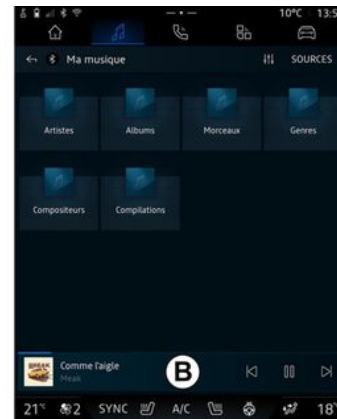 10°C 13:5
Ma musique SOURCES
Artistes Albums Morceaux Genres
Compositeurs Compilations
BREAK
Comme l'aigle
Meak
B
21°C 2 SYNC A/C 18°